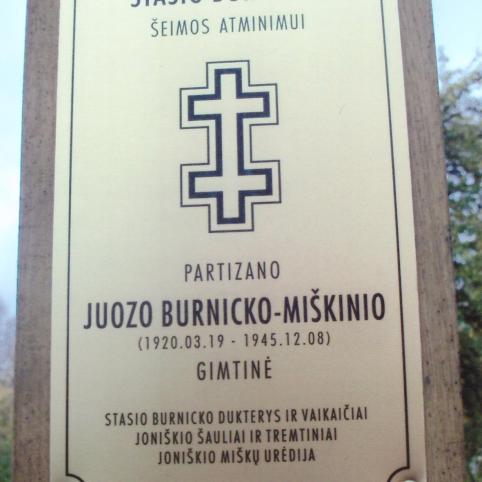 ŠEIMOS ATMINIMUI
PARTIZANO
JUOZO BURNICKO-MIŠKINIO
(1920.03.19 - 1945.12.08)
GIMTINĖ
STASIO BURNICKO DUKTERYS IR VAIKAIČIAI
JONIŠKIO ŠAULIAI IR TREMTINIAI
JONIŠKIO MIŠKŲ URĖDIJA